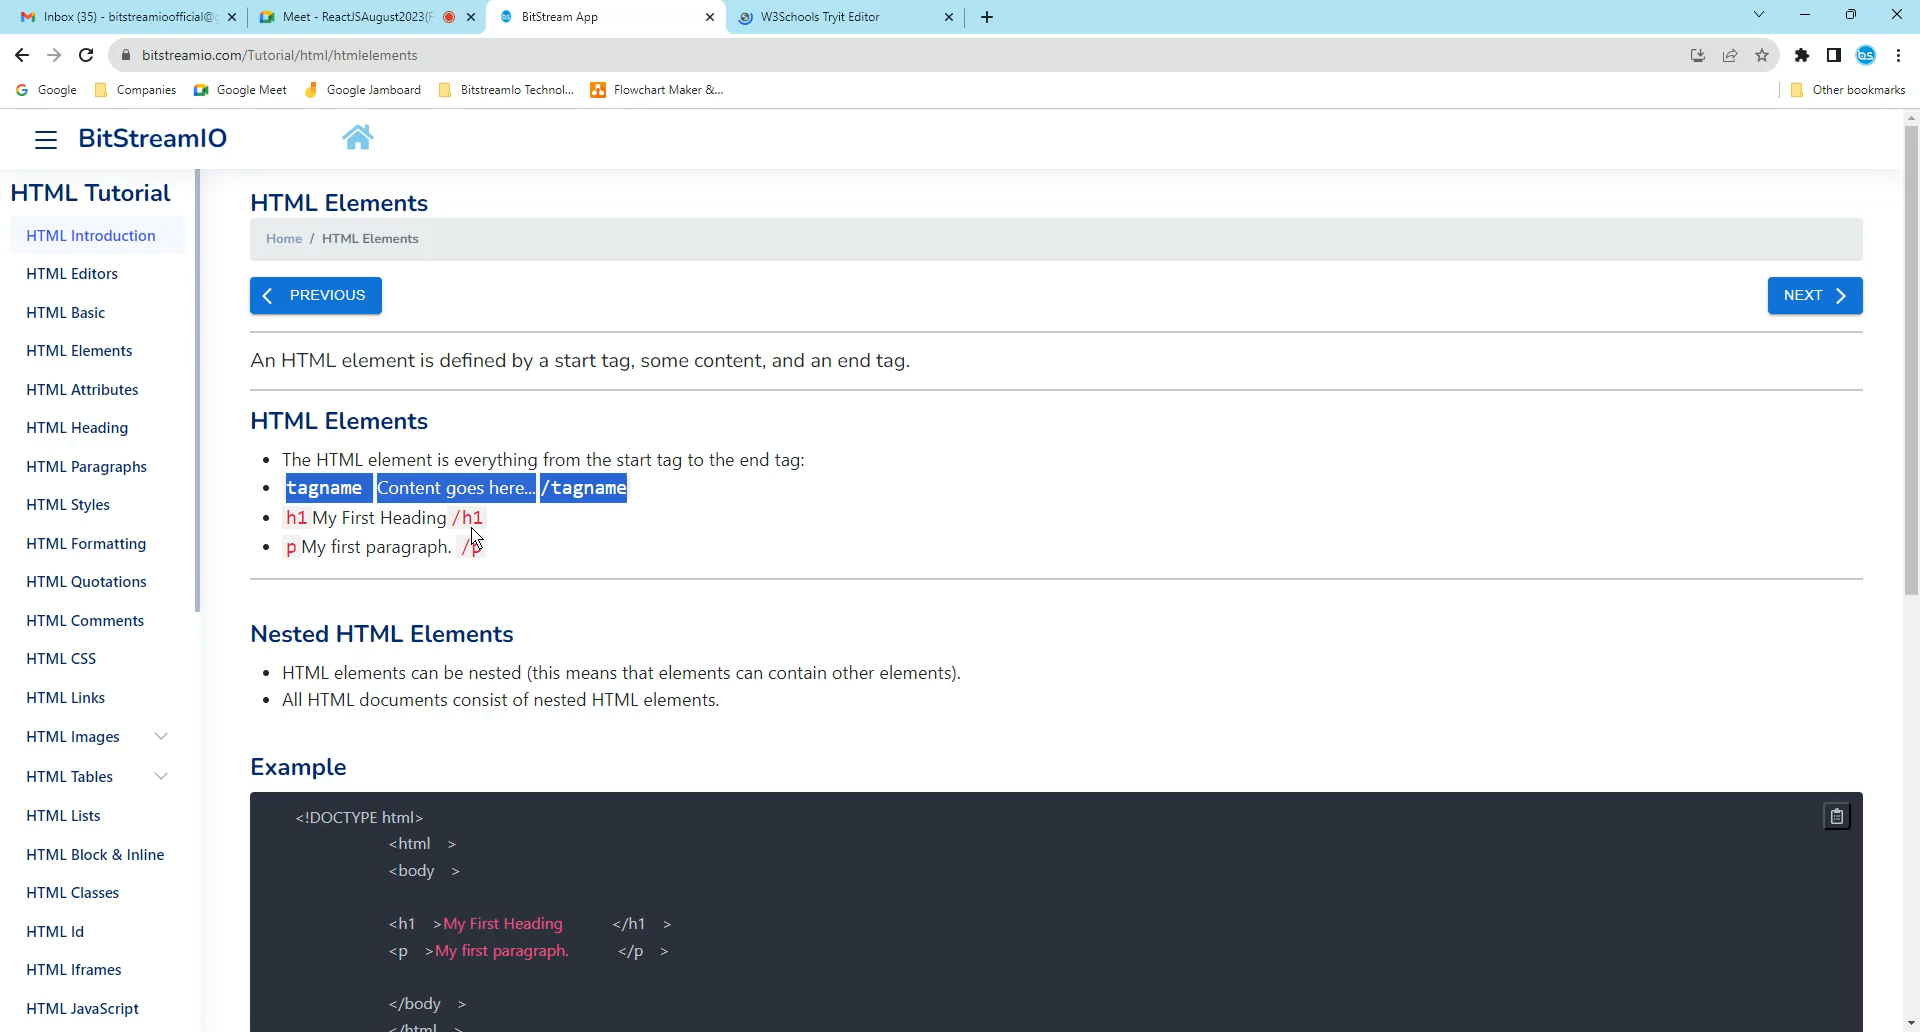 Inbox (35) - bitstreamioofficial@
Meet - ReactJSAugust2023(F
BitStream App
W3Schools Tryit Editor
bitstreamio.com/Tutorial/html/htmlelements
Google
Companies
Google Meet
Google Jamboard
BitstreamIo Technol...
Flowchart Maker &...
Other bookmarks
BitStreamIO
HTML Tutorial
HTML Introduction
HTML Editors
HTML Basic
HTML Elements
HTML Attributes
HTML Heading
HTML Paragraphs
HTML Styles
HTML Formatting
HTML Quotations
HTML Comments
HTML CSS
HTML Links
HTML Images
HTML Tables
HTML Lists
HTML Block & Inline
HTML Classes
HTML Id
HTML Iframes
HTML JavaScript
HTML Elements
Home / HTML Elements
PREVIOUS
NEXT
An HTML element is defined by a start tag, some content, and an end tag.
HTML Elements
• The HTML element is everything from the start tag to the end tag:
• tagname Content goes here... /tagname
• h1 My First Heading /h1
• p My first paragraph. /p
Nested HTML Elements
• HTML elements can be nested (this means that elements can contain other elements).
• All HTML documents consist of nested HTML elements.
Example
<!DOCTYPE html>
<html >
<body >
<h1 >My First Heading </h1 >
<p >My first paragraph. </p >
</body >
</html >